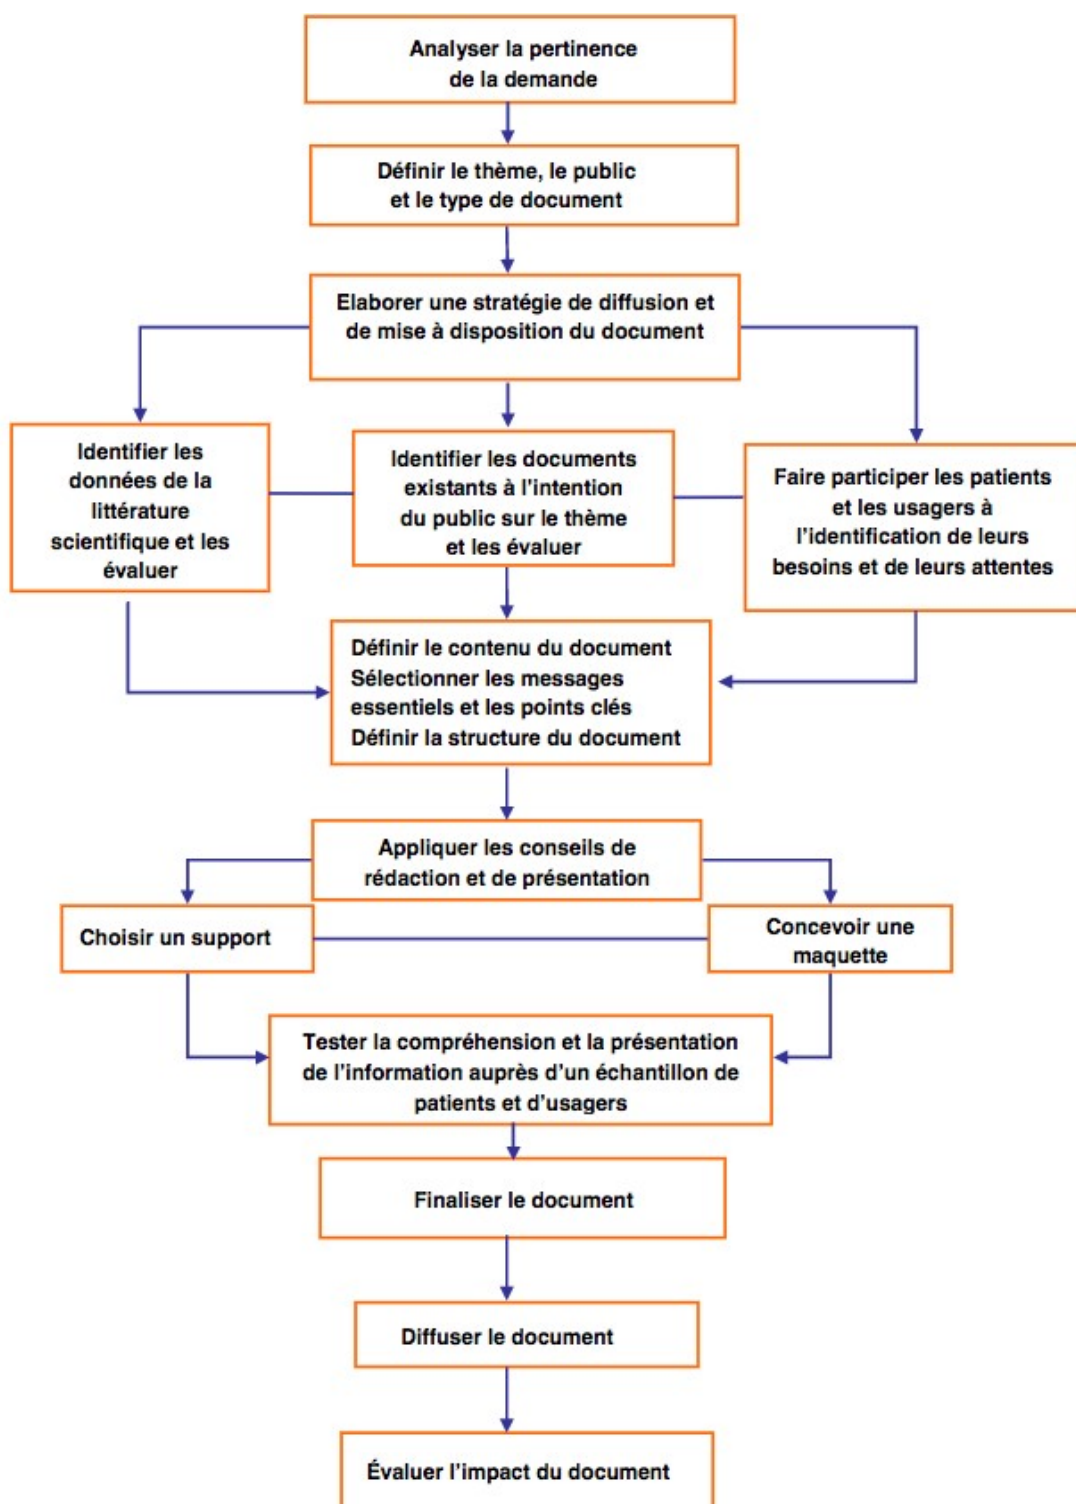 Analyser la pertinence
de la demande
Définir le thème, le public
et le type de document
Elaborer une stratégie de diffusion et
de mise à disposition du document
Identifier les
données de la
littérature
scientifique et les
évaluer
Identifier les documents
existants à l'intention
du public sur le thème
et les évaluer
Faire participer les patients
et les usagers à
l'identification de leurs
besoins et de leurs attentes
Définir le contenu du document
Sélectionner les messages
essentiels et les points clés
Définir la structure du document
Appliquer les conseils de
rédaction et de présentation
Choisir un support
Concevoir une
maquette
Tester la compréhension et la présentation
de l'information auprès d'un échantillon de
patients et d'usagers
Finaliser le document
Diffuser le document
Évaluer l'impact du document